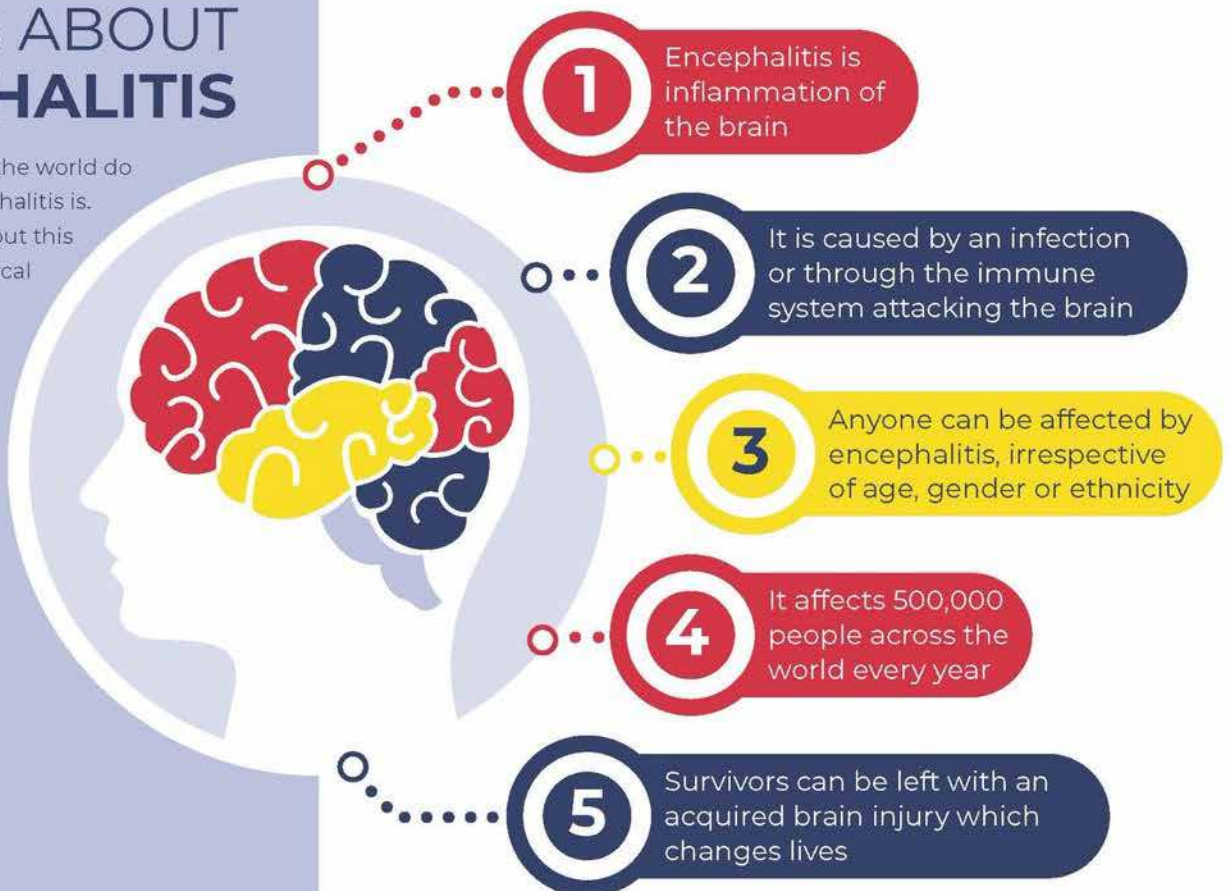 ABOUT
HALITIS
the world do
halitis is.
out this
cal
1
Encephalitis is
inflammation of
the brain
2
It is caused by an infection
or through the immune
system attacking the brain
3
Anyone can be affected by
encephalitis, irrespective
of age, gender or ethnicity
4
It affects 500,000
people across the
world every year
5
Survivors can be left with an
acquired brain injury which
changes lives